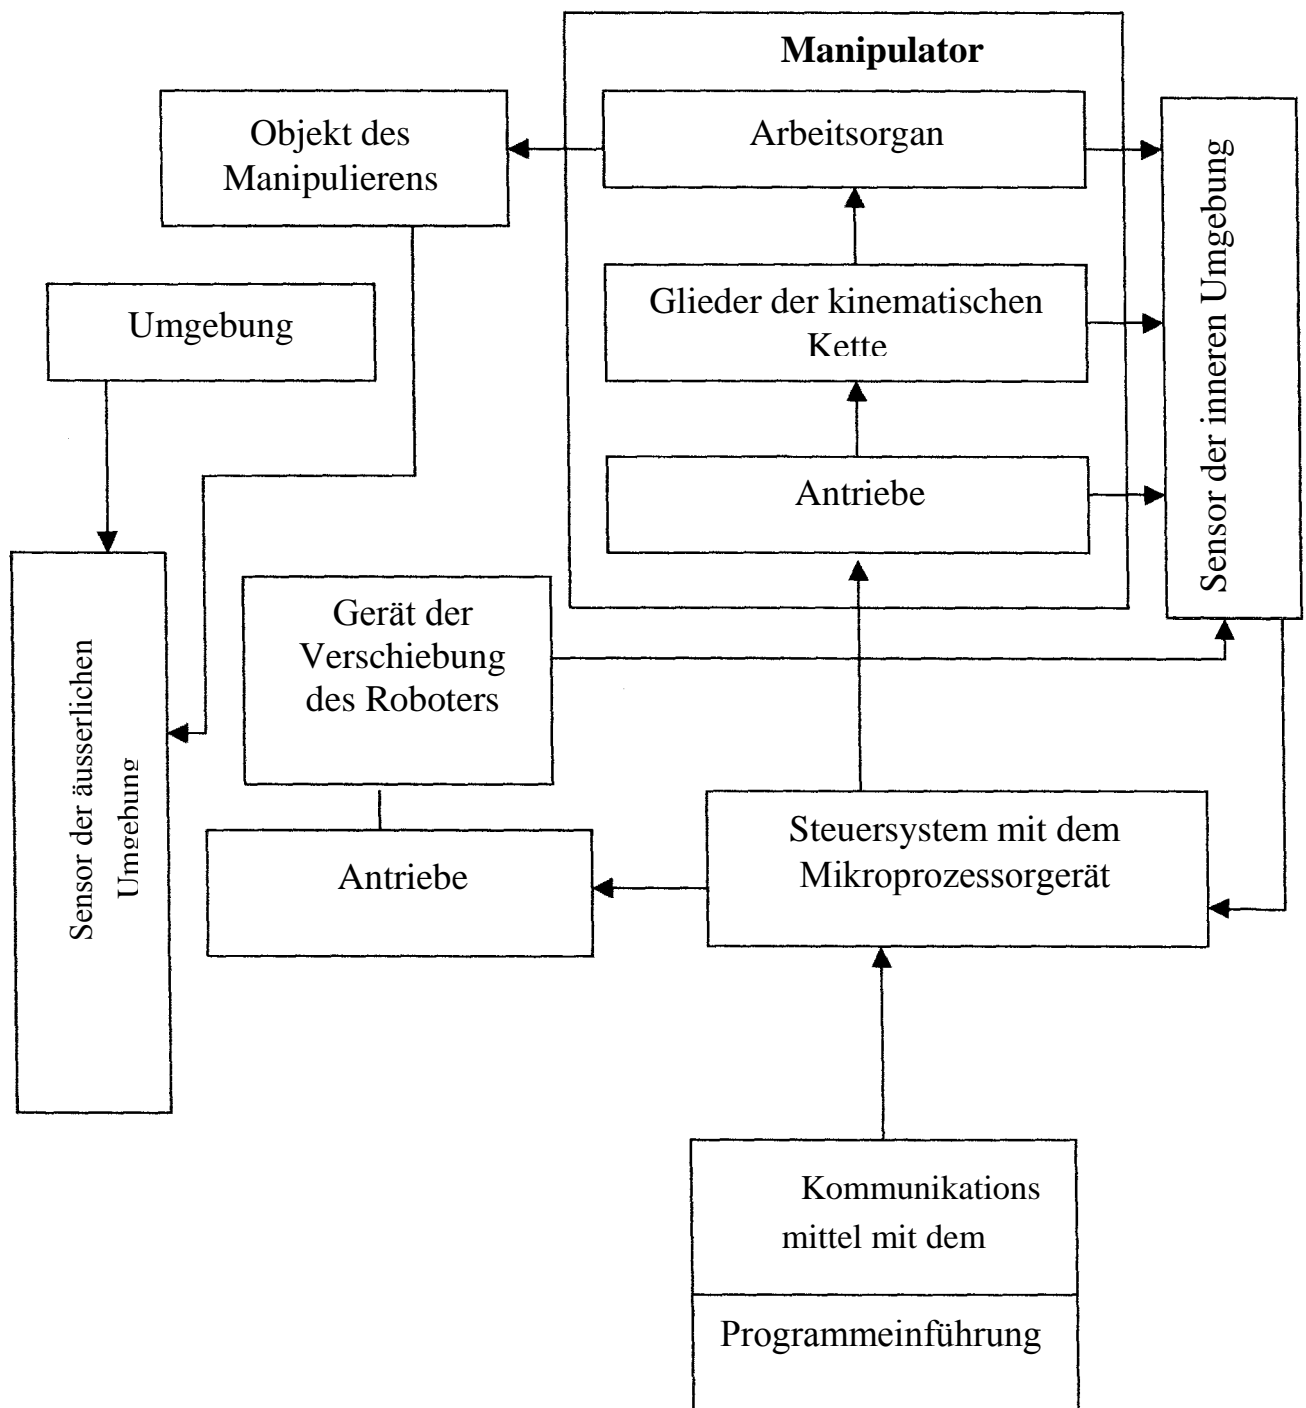 Manipulator
Objekt des
Manipulierens
Arbeitsorgan
Sensor der inneren Umgebung
Umgebung
Glieder der kinematischen
Kette
Antriebe
Sensor der äusserlichen
Umgebung
Gerät der
Verschiebung
des Roboters
Antriebe
Steuersystem mit dem
Mikroprozessorgerät
Kommunikations
mittel mit dem
Programmeinführung